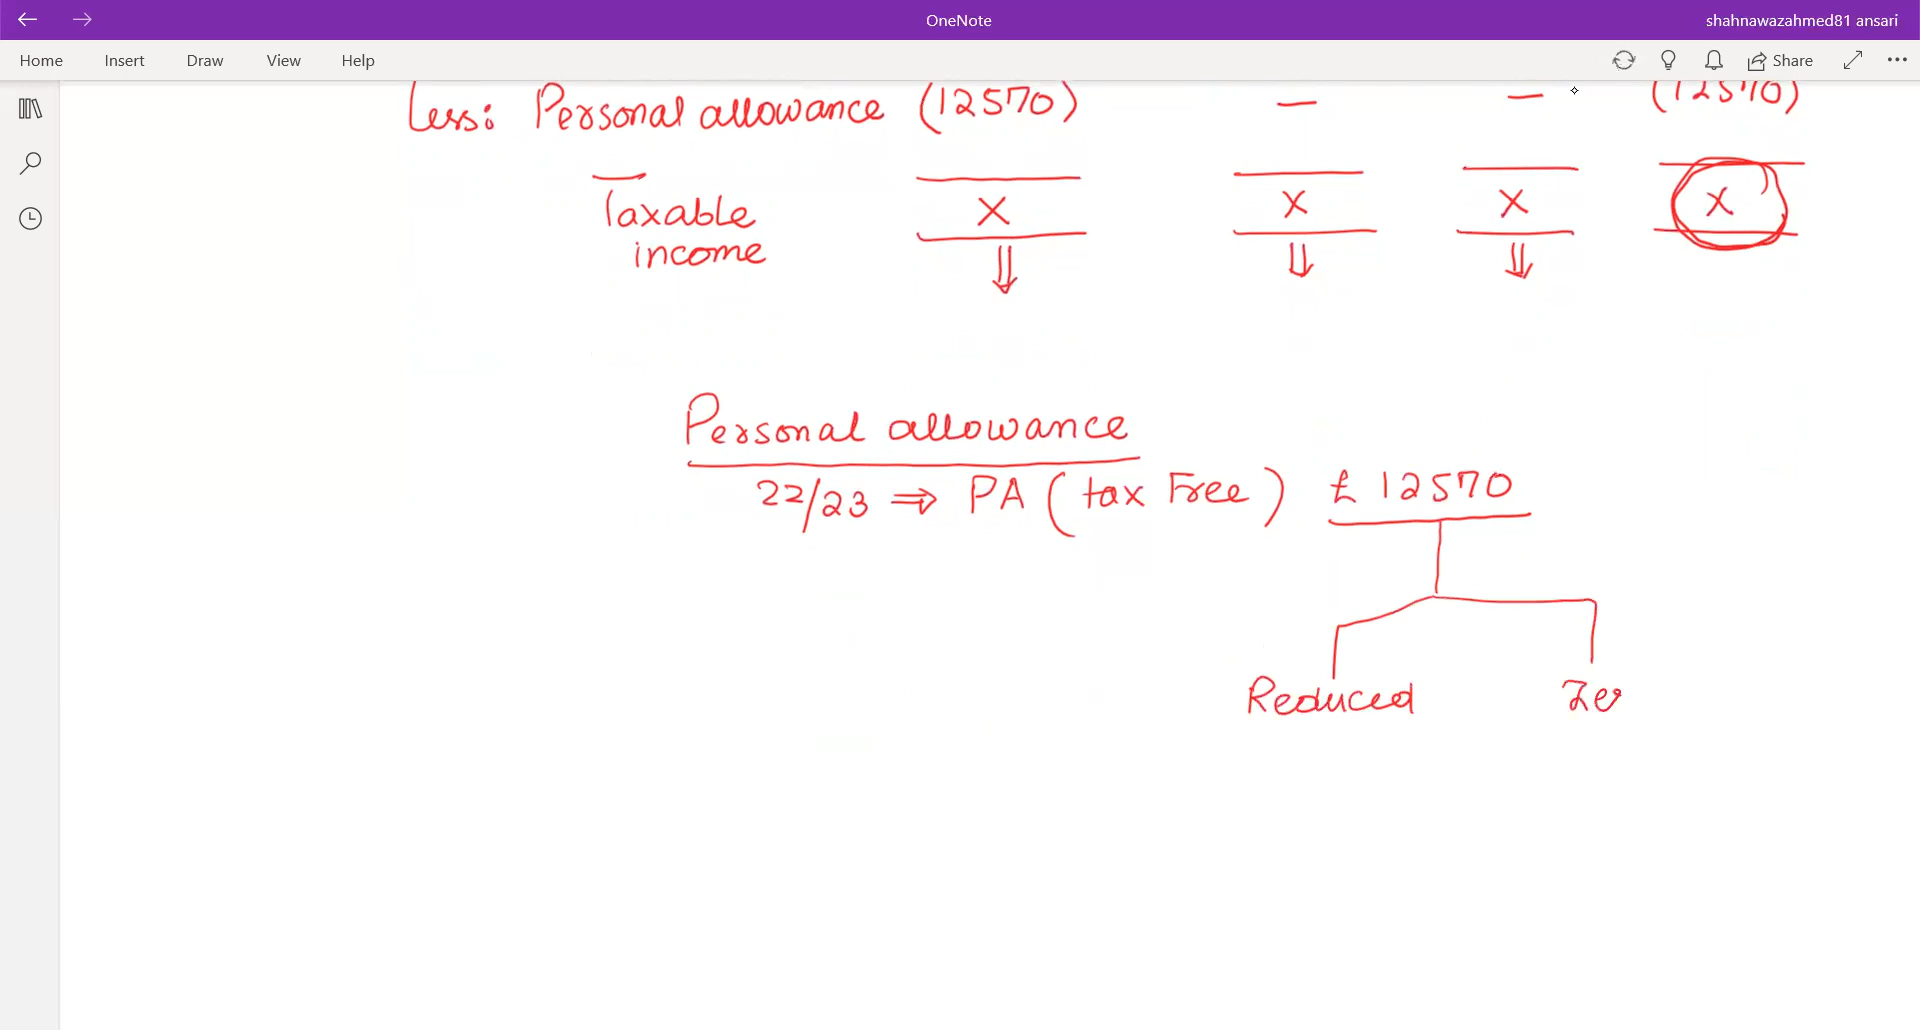 OneNote
shahnawazahmed81 ansari
Home Insert Draw View Help Share
Less: Personal allowance (12570) — — (12570)
Taxable X X X X
income
Personal allowance
22/23 ⇒ PA (tax Free) £ 12570
Reduced Zer